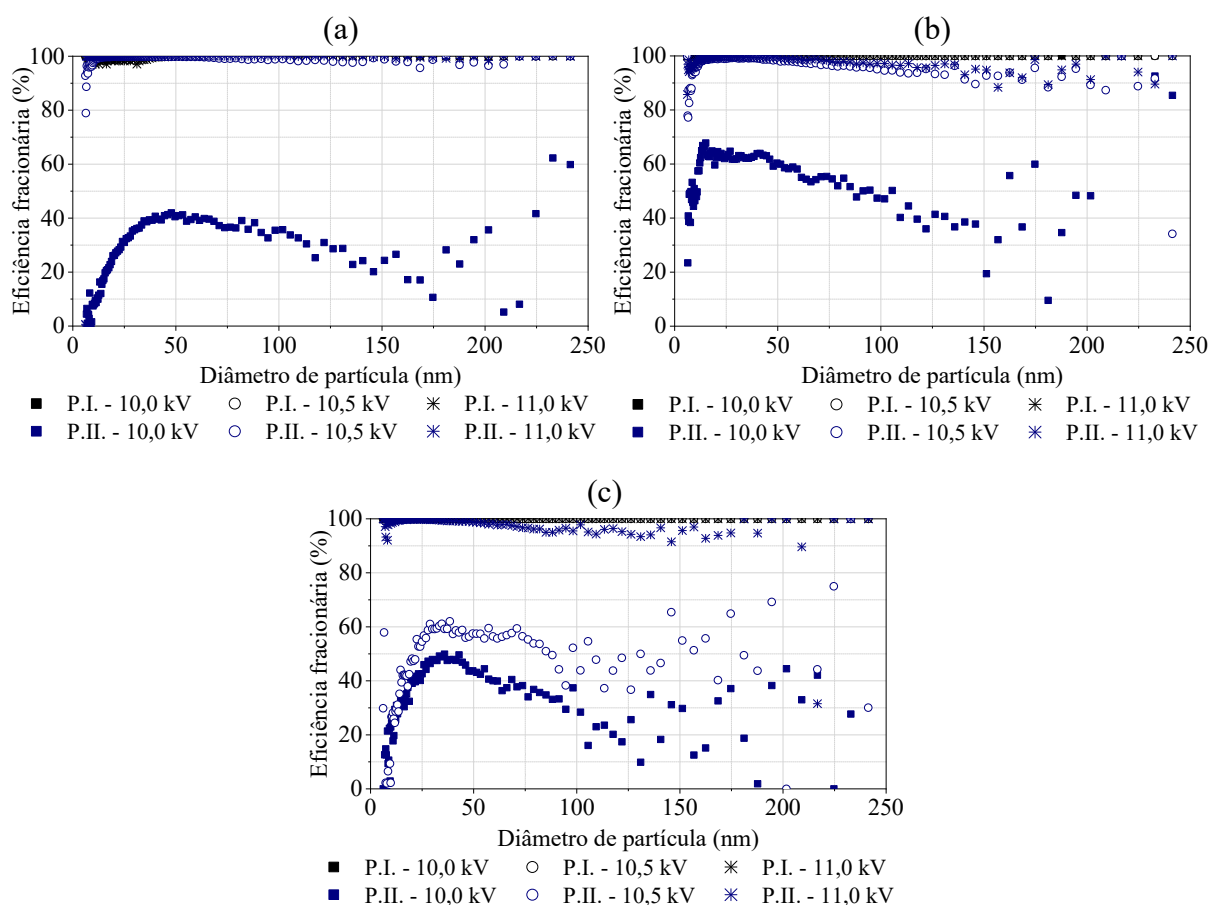 (a)
(b)
100
80
60
40
20
0
Eficiência fracionária (%)
0 50 100 150 200 250
Diâmetro de partícula (nm)
P.I. - 10,0 kV P.I. - 10,5 kV P.I. - 11,0 kV
P.II. - 10,0 kV P.II. - 10,5 kV P.II. - 11,0 kV
100
80
60
40
20
0
Eficiência fracionária (%)
0 50 100 150 200 250
Diâmetro de partícula (nm)
P.I. - 10,0 kV P.I. - 10,5 kV P.I. - 11,0 kV
P.II. - 10,0 kV P.II. - 10,5 kV P.II. - 11,0 kV
(c)
100
80
60
40
20
0
Eficiência fracionária (%)
0 50 100 150 200 250
Diâmetro de partícula (nm)
P.I. - 10,0 kV P.I. - 10,5 kV P.I. - 11,0 kV
P.II. - 10,0 kV P.II. - 10,5 kV P.II. - 11,0 kV